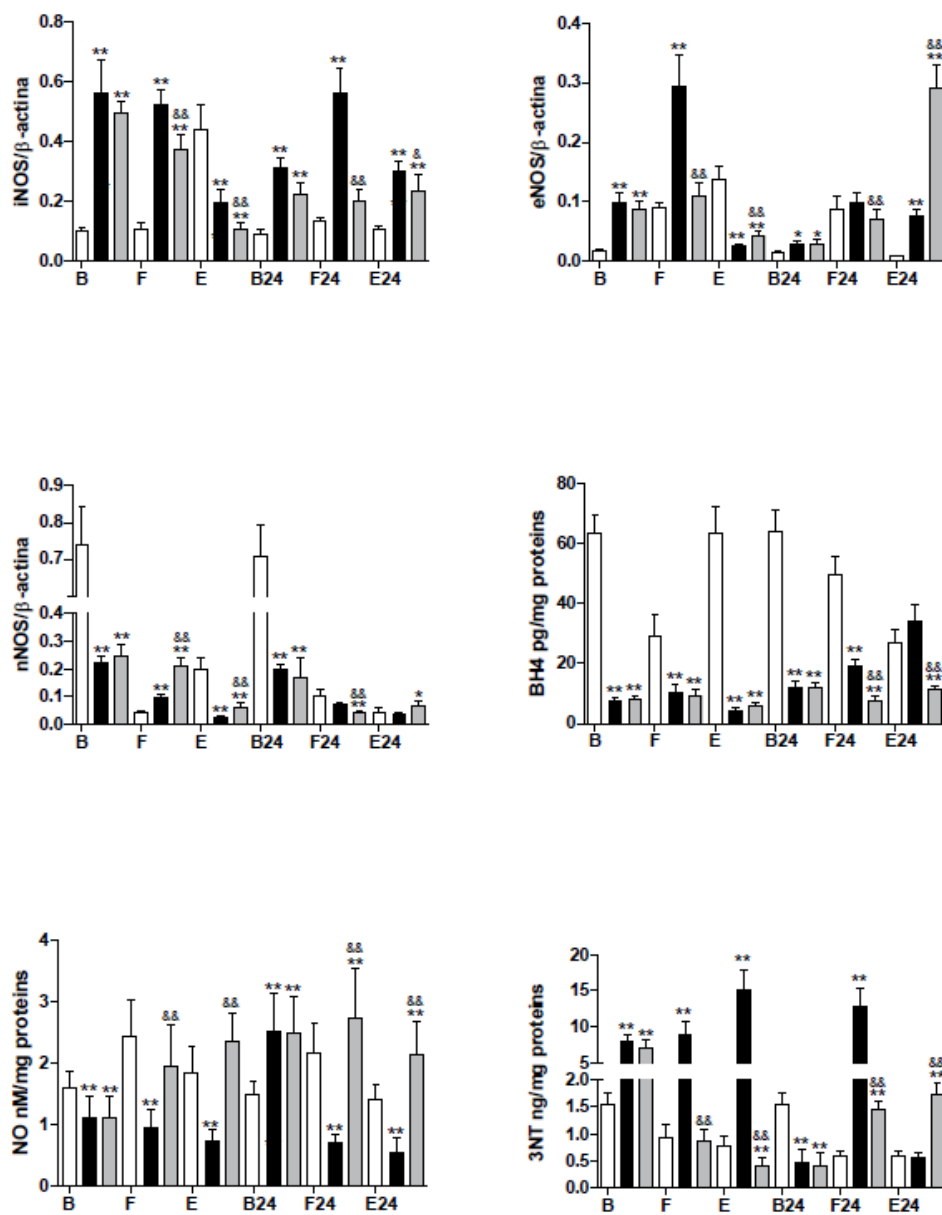 iNOS/β-actina
0.8
0.6
0.4
0.2
0.0
** ** && ** ** && ** ** ** && ** & **
B F E B24 F24 E24
eNOS/β-actina
0.4
0.3
0.2
0.1
0.0
** ** ** && ** && ** * * && ** && **
B F E B24 F24 E24
nNOS/β-actina
0.9
0.8
0.7
0.4
0.3
0.2
0.1
0.0
** ** ** && ** ** && ** ** ** && ** *
B F E B24 F24 E24
BH4 pg/mg proteins
80
60
40
20
0
** ** ** ** ** ** ** ** ** && ** && **
B F E B24 F24 E24
NO nM/mg proteins
4
3
2
1
0
** ** ** && ** && ** ** ** && ** ** && **
B F E B24 F24 E24
3NT ng/mg proteins
20
15
10
5
2.0
1.5
1.0
0.5
0.0
** ** ** && ** && ** ** ** ** && ** && **
B F E B24 F24 E24